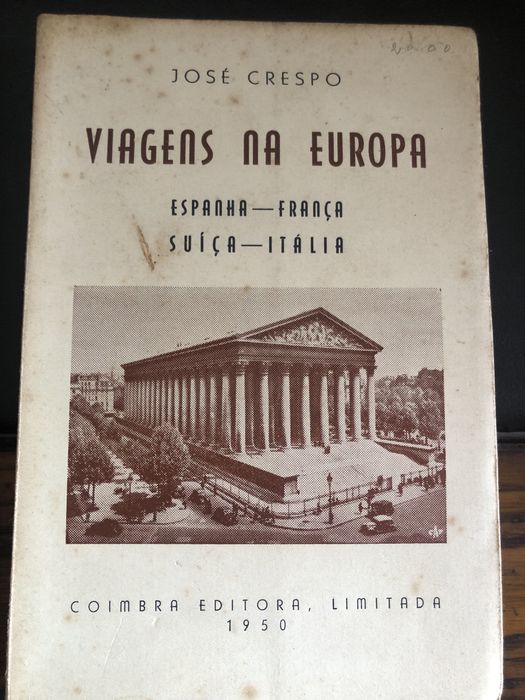 JOSÉ CRESPO
VIAGENS NA EUROPA
ESPANHA—FRANÇA
SUÍÇA—ITÁLIA
COIMBRA EDITORA, LIMITADA
1950